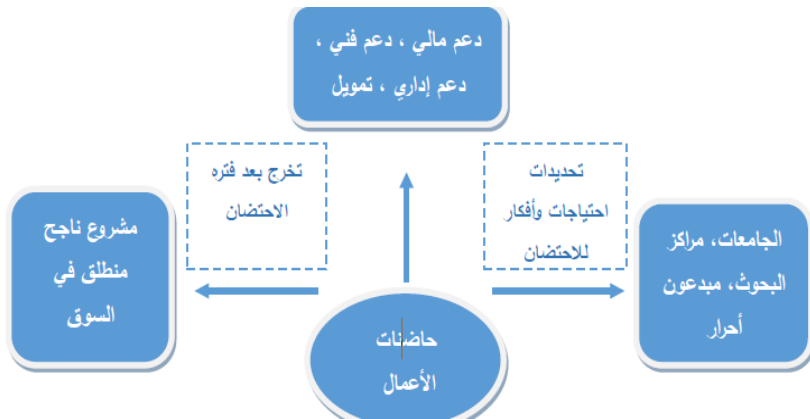 دعم مالي ، دعم فني ،
دعم إداري ، تمويل
تحديدات
احتياجات وأفكار
للاحتضان
تخرج بعد فتره
الاحتضان
الجامعات، مراكز
البحوث، مبدعون
أحرار
مشروع ناجح
منطلق في
السوق
حاضنات
الأعمال